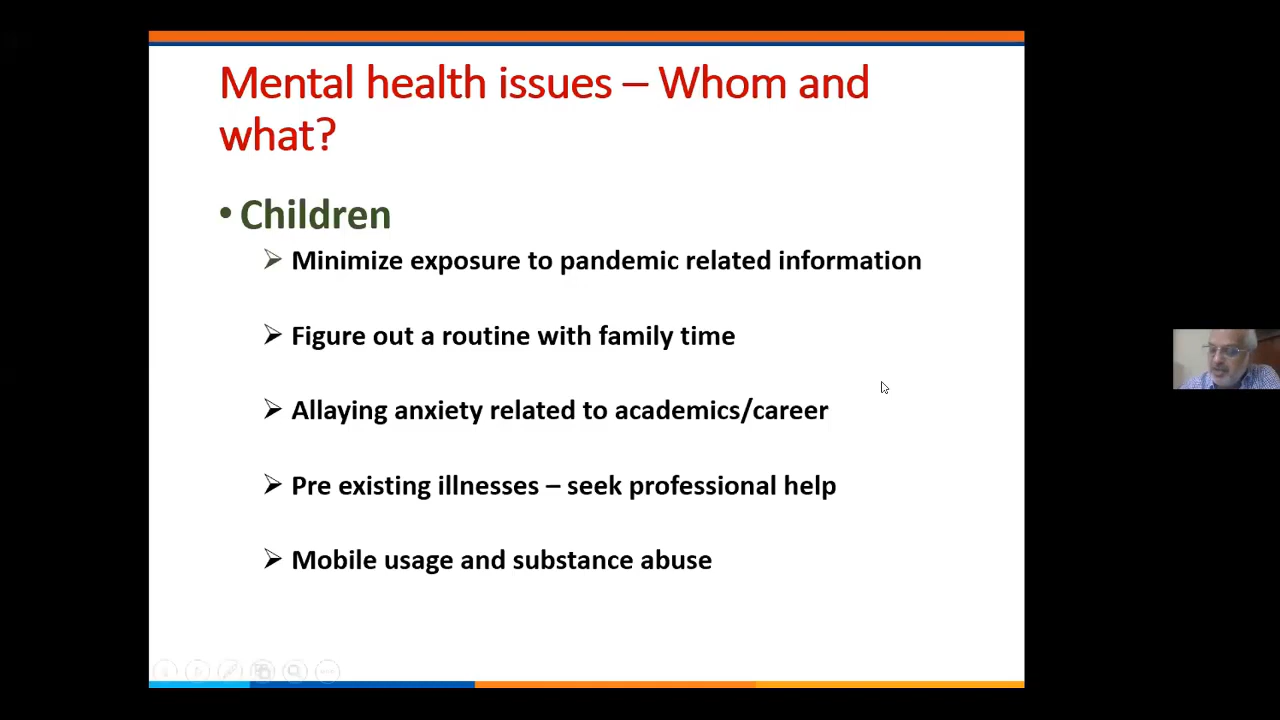 Mental health issues – Whom and
what?
• Children
➢ Minimize exposure to pandemic related information
➢ Figure out a routine with family time
➢ Allaying anxiety related to academics/career
➢ Pre existing illnesses – seek professional help
➢ Mobile usage and substance abuse